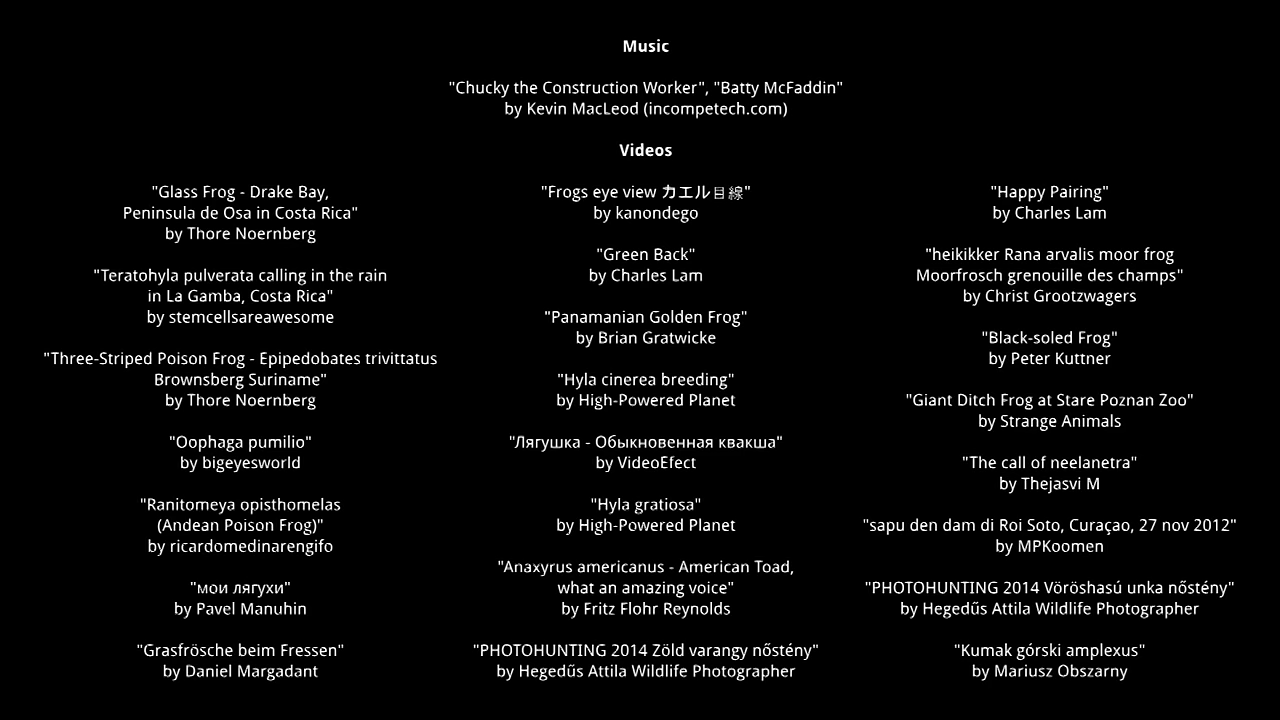 Music
"Chucky the Construction Worker", "Batty McFaddin"
by Kevin MacLeod (incompetech.com)
Videos
"Glass Frog - Drake Bay,
Peninsula de Osa in Costa Rica"
by Thore Noernberg
"Teratohyla pulverata calling in the rain
in La Gamba, Costa Rica"
by stemcellsareawesome
"Three-Striped Poison Frog - Epipedobates trivittatus
Brownsberg Suriname"
by Thore Noernberg
"Oophaga pumilio"
by bigeyesworld
"Ranitomeya opisthomelas
(Andean Poison Frog)"
by ricardomedinarengifo
"мои лягухи"
by Pavel Manuhin
"Grasfrösche beim Fressen"
by Daniel Margadant
"Frogs eye view カエル目線"
by kanondego
"Green Back"
by Charles Lam
"Panamanian Golden Frog"
by Brian Gratwicke
"Hyla cinerea breeding"
by High-Powered Planet
"Лягушка - Обыкновенная квакша"
by VideoEfect
"Hyla gratiosa"
by High-Powered Planet
"Anaxyrus americanus - American Toad,
what an amazing voice"
by Fritz Flohr Reynolds
"PHOTOHUNTING 2014 Zöld varangy nőstény"
by Hegedűs Attila Wildlife Photographer
"Happy Pairing"
by Charles Lam
"heikikker Rana arvalis moor frog
Moorfrosch grenouille des champs"
by Christ Grootzwagers
"Black-soled Frog"
by Peter Kuttner
"Giant Ditch Frog at Stare Poznan Zoo"
by Strange Animals
"The call of neelanetra"
by Thejasvi M
"sapu den dam di Roi Soto, Curaçao, 27 nov 2012"
by MPKoomen
"PHOTOHUNTING 2014 Vöröshasú unka nőstény"
by Hegedűs Attila Wildlife Photographer
"Kumak górski amplexus"
by Mariusz Obszarny